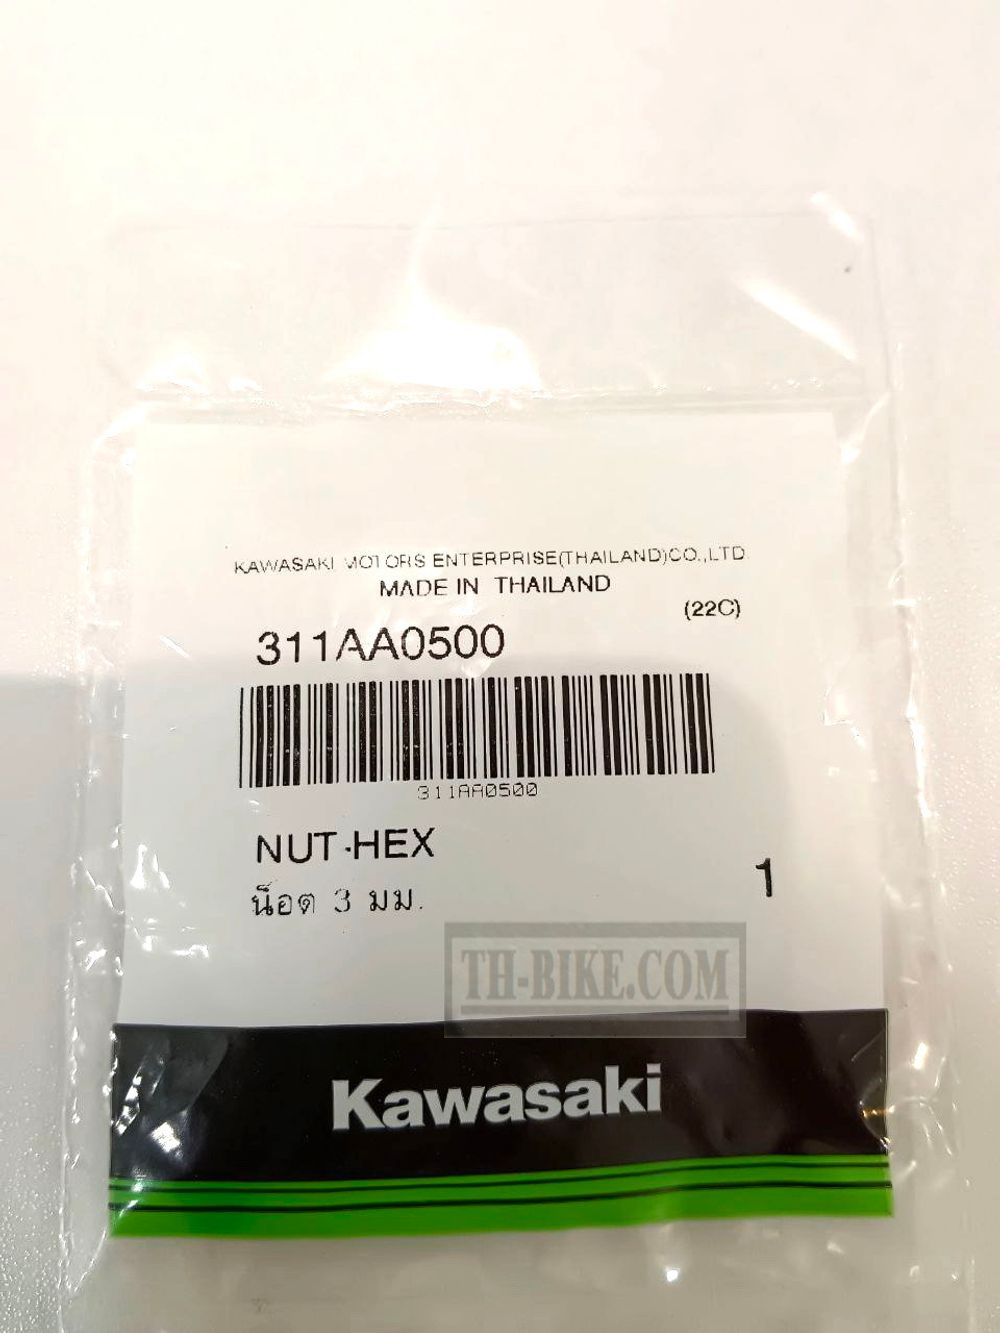 KAWASAKI MOTORS ENTERPRISE(THAILAND)CO.,LTD
MADE IN THAILAND
(22C)
311AA0500
311AA0500
NUT-HEX
น็อต 3 มม.
1
TH-BIKE.COM
Kawasaki